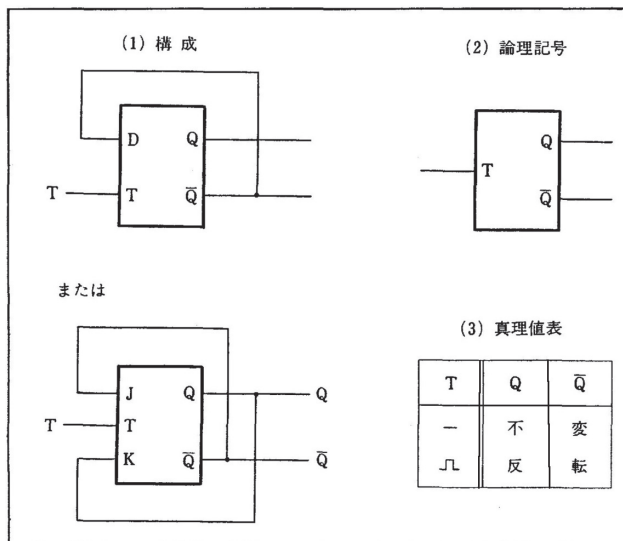 (1) 構成
D Q
T T Q̅
(2) 論理記号
Q
T
Q̅
または
J Q Q
T T
K Q̅ Q̅
(3) 真理値表
T Q Q̅
― 不 変
⎍ 反 転